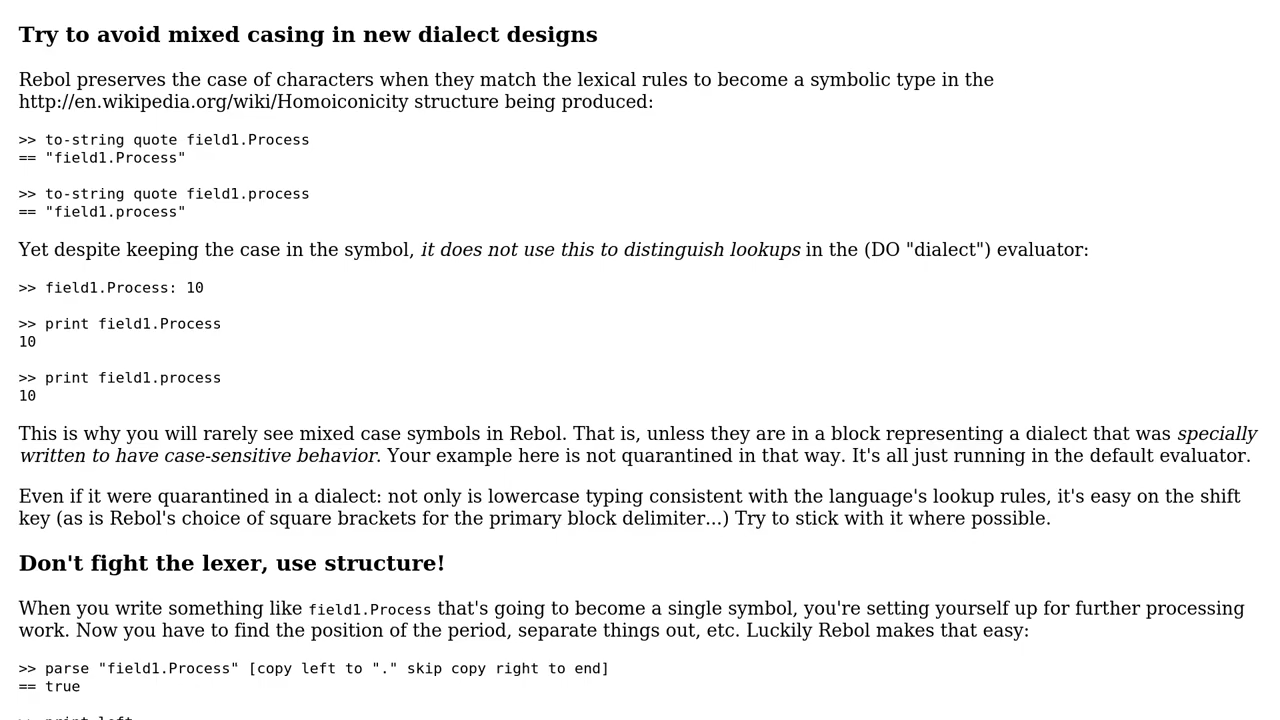 Try to avoid mixed casing in new dialect designs
Rebol preserves the case of characters when they match the lexical rules to become a symbolic type in the
http://en.wikipedia.org/wiki/Homoiconicity structure being produced:
>> to-string quote field1.Process
== "field1.Process"
>> to-string quote field1.process
== "field1.process"
Yet despite keeping the case in the symbol, it does not use this to distinguish lookups in the (DO "dialect") evaluator:
>> field1.Process: 10
>> print field1.Process
10
>> print field1.process
10
This is why you will rarely see mixed case symbols in Rebol. That is, unless they are in a block representing a dialect that was specially
written to have case-sensitive behavior. Your example here is not quarantined in that way. It's all just running in the default evaluator.
Even if it were quarantined in a dialect: not only is lowercase typing consistent with the language's lookup rules, it's easy on the shift
key (as is Rebol's choice of square brackets for the primary block delimiter...) Try to stick with it where possible.
Don't fight the lexer, use structure!
When you write something like field1.Process that's going to become a single symbol, you're setting yourself up for further processing
work. Now you have to find the position of the period, separate things out, etc. Luckily Rebol makes that easy:
>> parse "field1.Process" [copy left to "." skip copy right to end]
== true
>> print left